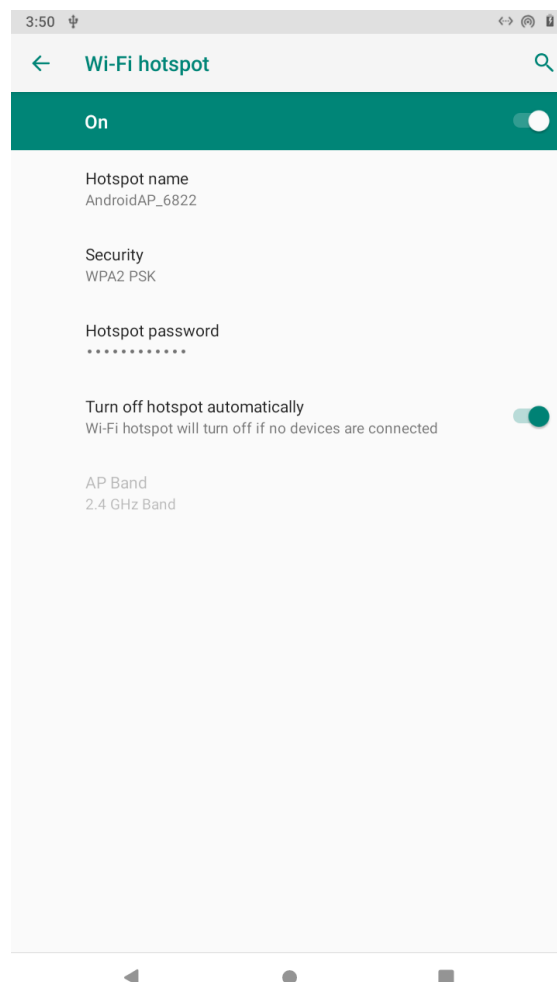 3:50
Wi-Fi hotspot
On
Hotspot name
AndroidAP_6822
Security
WPA2 PSK
Hotspot password
••••••••••••
Turn off hotspot automatically
Wi-Fi hotspot will turn off if no devices are connected
AP Band
2.4 GHz Band